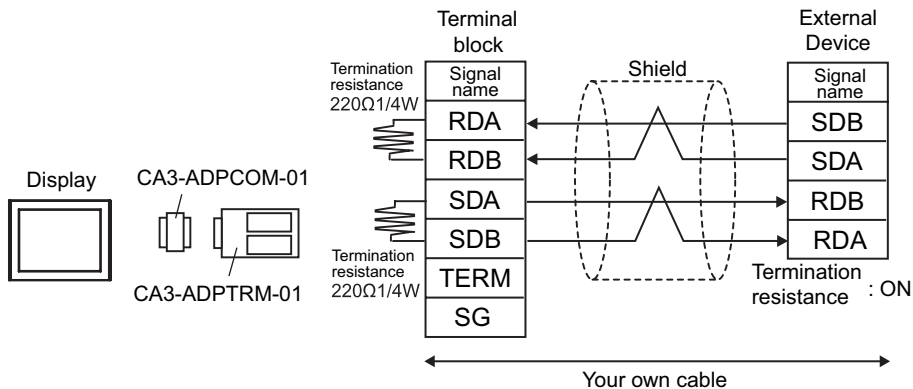 Display
CA3-ADPCOM-01
CA3-ADPTRM-01
Terminal
block
Termination
resistance
220Ω1/4W
Signal
name
RDA
RDB
SDA
SDB
TERM
SG
Termination
resistance
220Ω1/4W
Shield
External
Device
Signal
name
SDB
SDA
RDB
RDA
Termination
resistance : ON
Your own cable